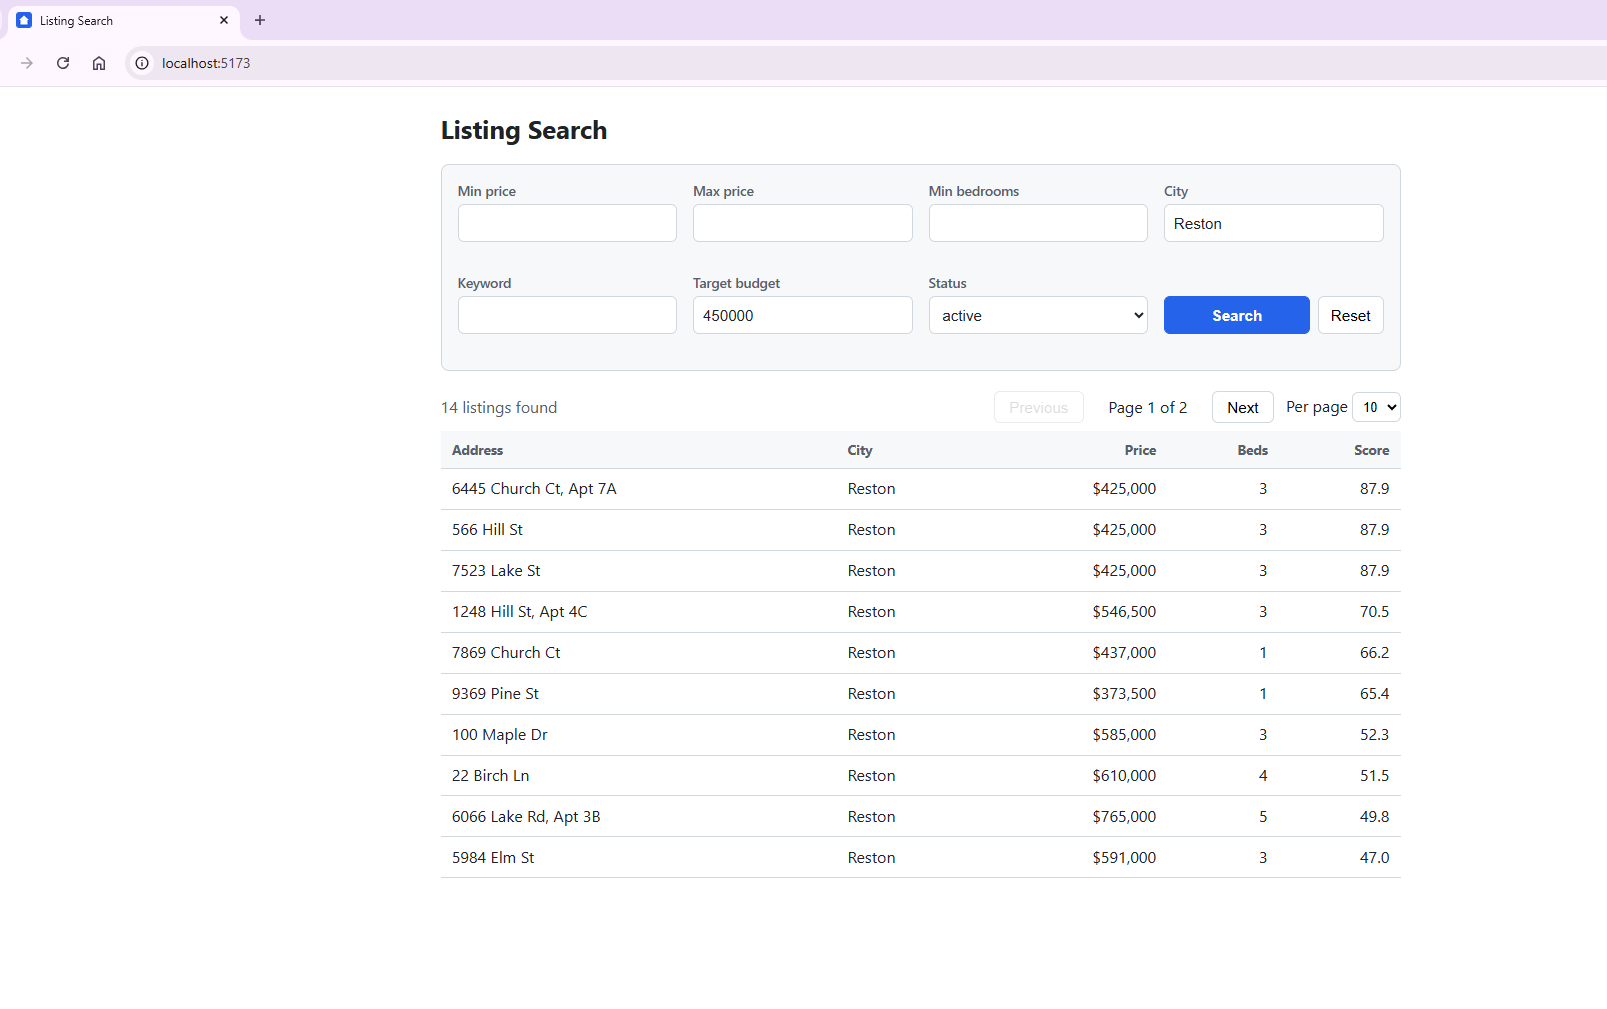 Listing Search
localhost:5173
Listing Search
Min price Max price Min bedrooms City
Reston
Keyword Target budget Status
450000 active Search Reset
14 listings found Previous Page 1 of 2 Next Per page 10
Address City Price Beds Score
6445 Church Ct, Apt 7A Reston $425,000 3 87.9
566 Hill St Reston $425,000 3 87.9
7523 Lake St Reston $425,000 3 87.9
1248 Hill St, Apt 4C Reston $546,500 3 70.5
7869 Church Ct Reston $437,000 1 66.2
9369 Pine St Reston $373,500 1 65.4
100 Maple Dr Reston $585,000 3 52.3
22 Birch Ln Reston $610,000 4 51.5
6066 Lake Rd, Apt 3B Reston $765,000 5 49.8
5984 Elm St Reston $591,000 3 47.0